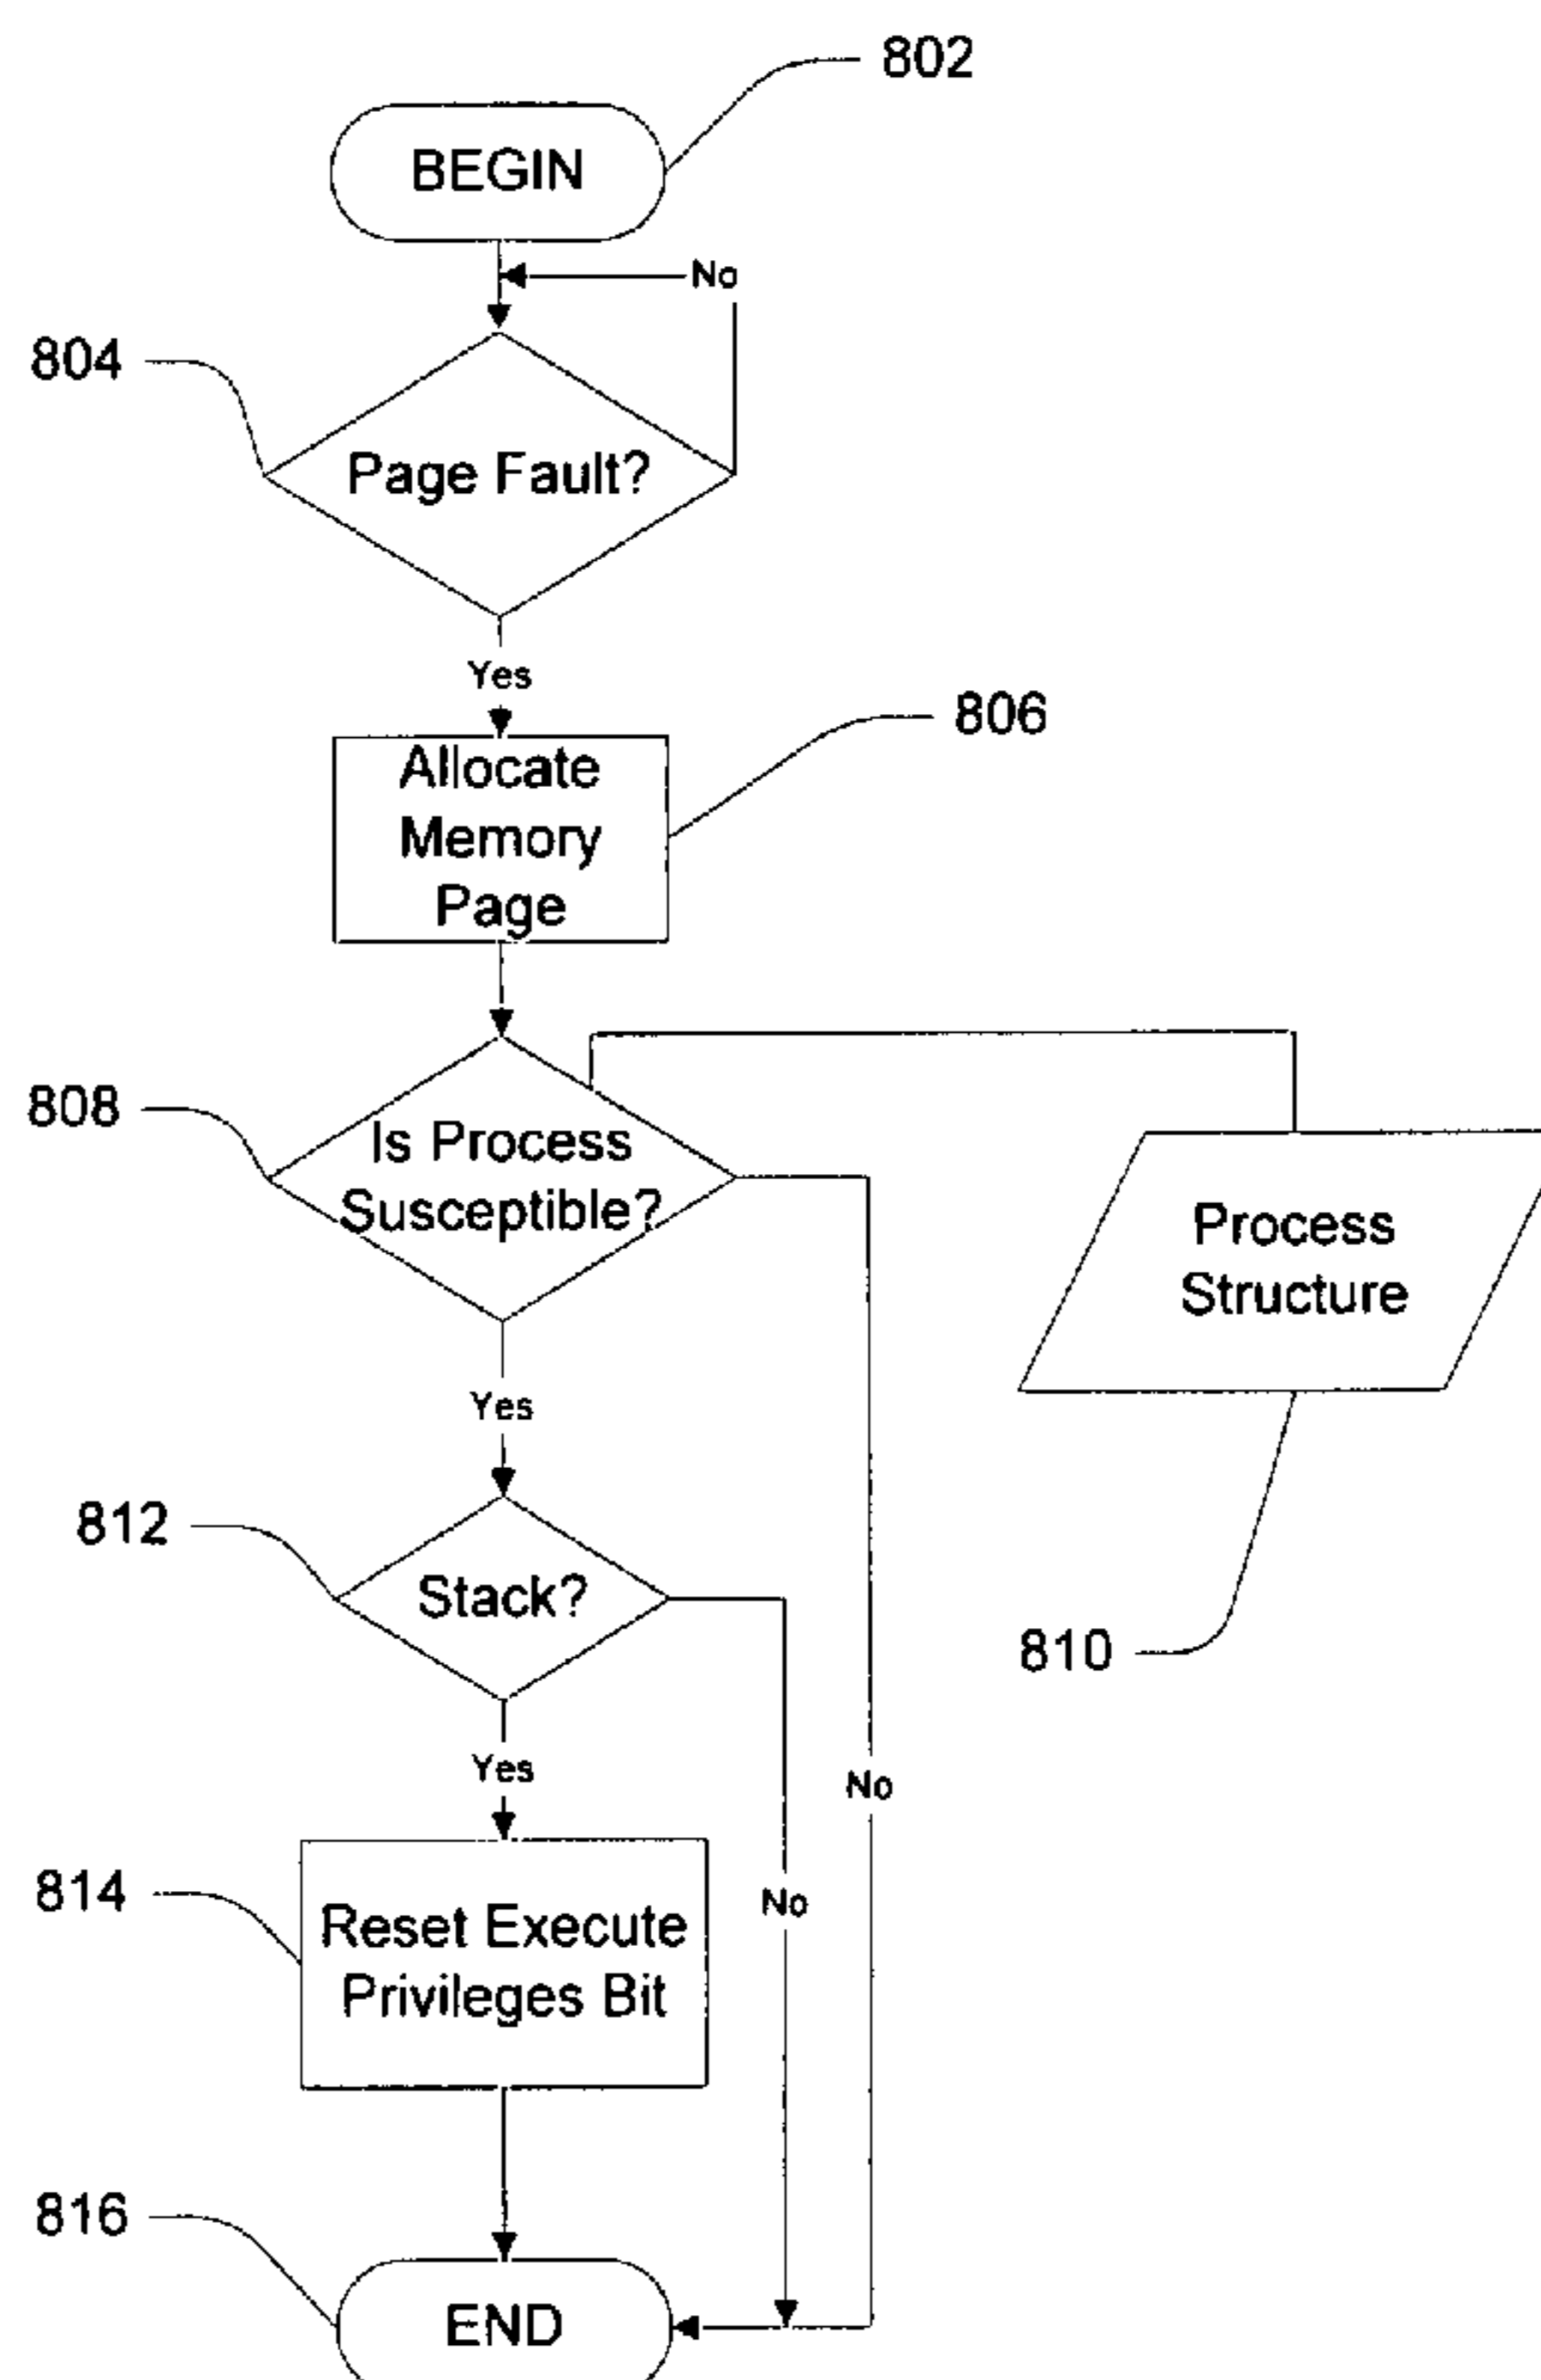 802
BEGIN
No
804
Page Fault?
Yes
806
Allocate
Memory
Page
808
Is Process
Susceptible?
Process
Structure
Yes
812
Stack?
810
Yes
No
814
No
Reset Execute
Privileges Bit
816
END